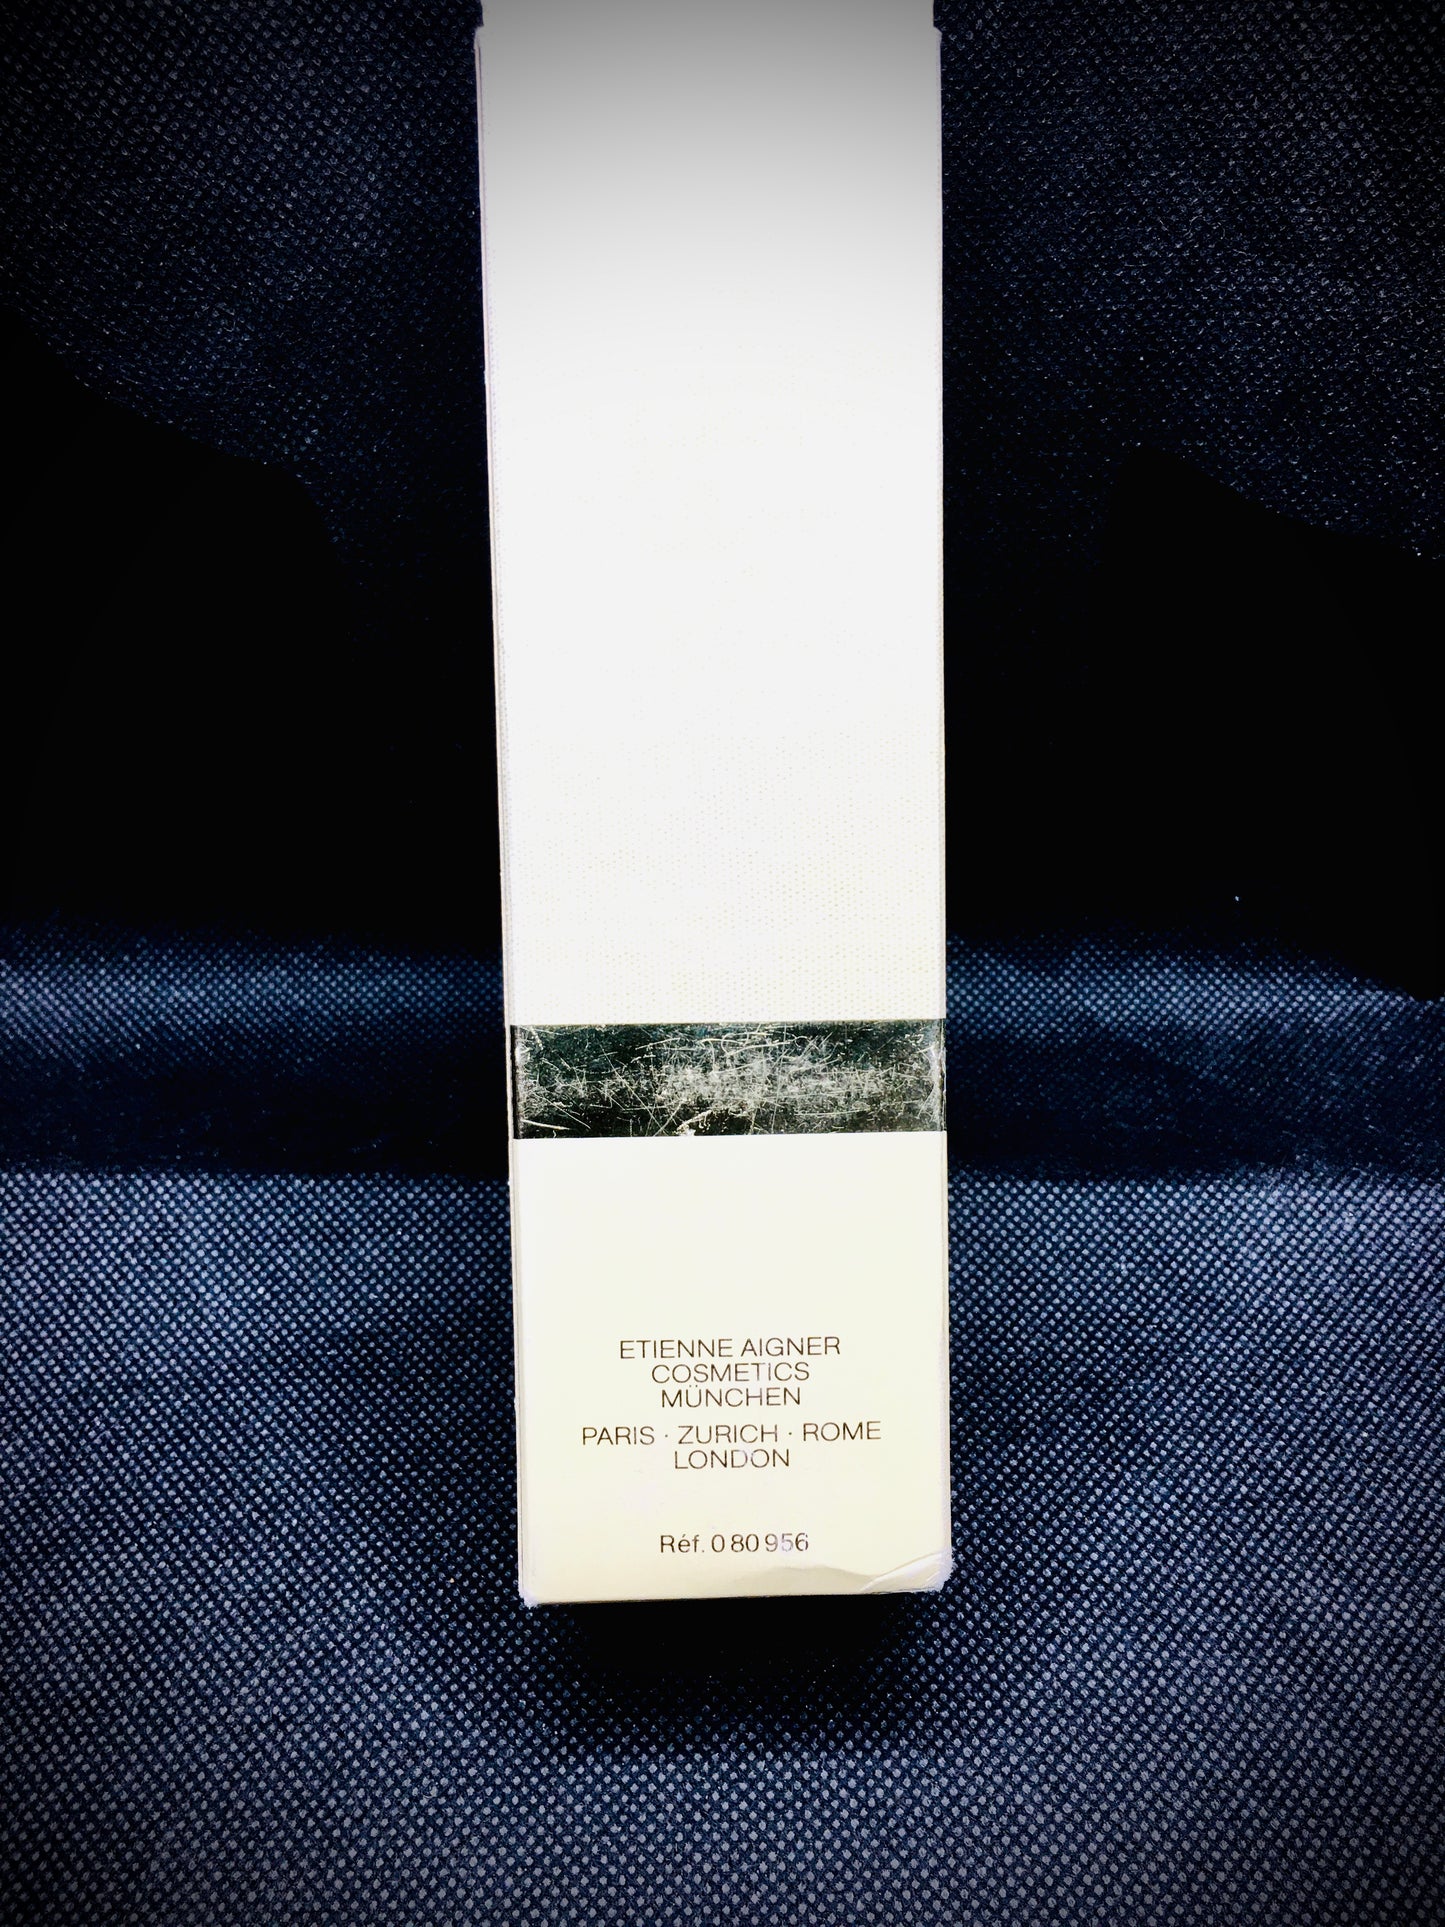 ETIENNE AIGNER
COSMETICS
MÜNCHEN
PARIS · ZURICH · ROME
LONDON
Réf. 0 80 956